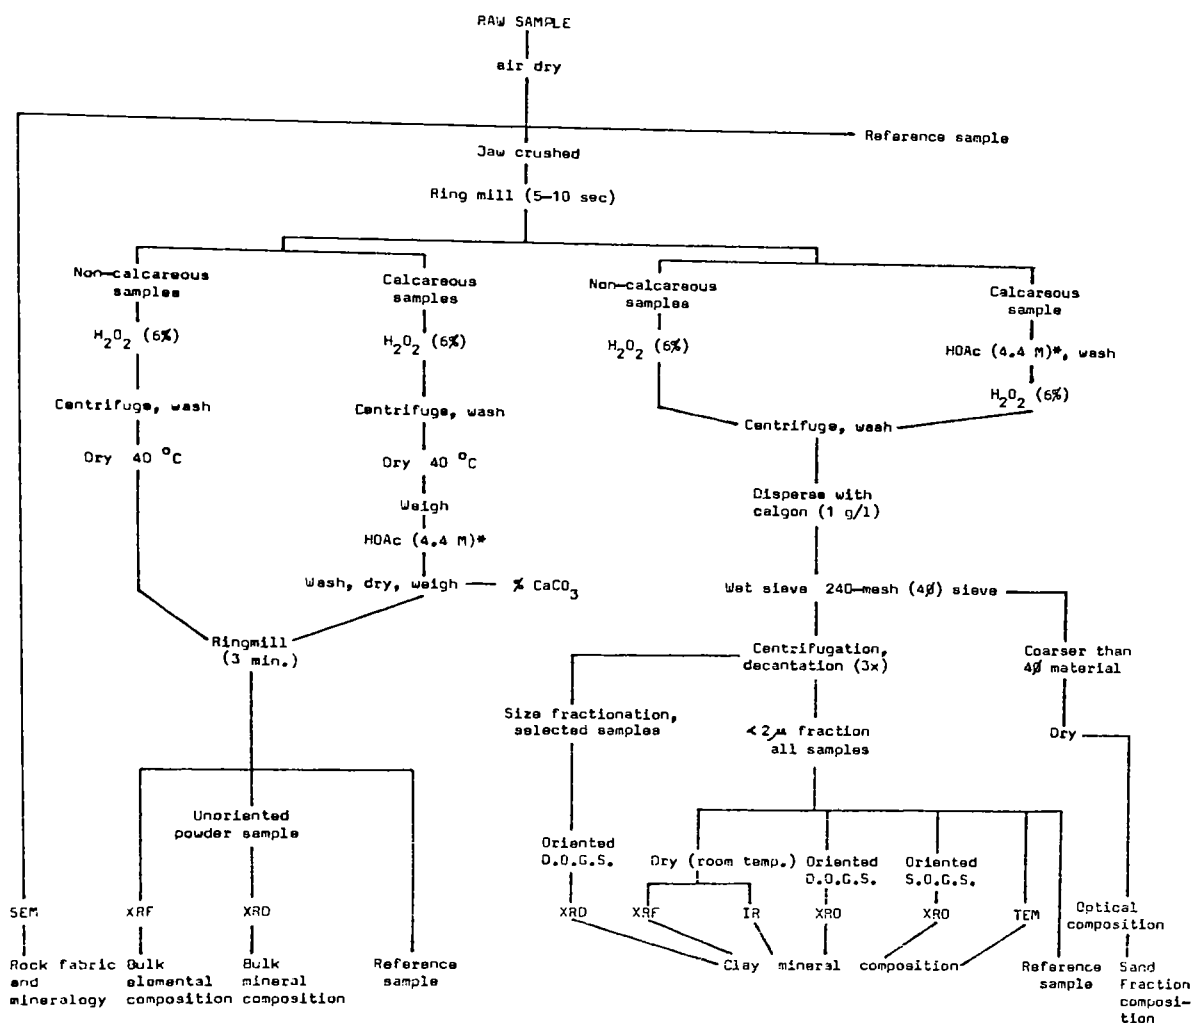 RAW SAMPLE
air dry
Reference sample
Jaw crushed
Ring mill (5-10 sec)
Non-calcareous
samples
H2O2 (6%)
Centrifuge, wash
Dry 40 °C
Calcareous
samples
H2O2 (6%)
Centrifuge, wash
Dry 40 °C
Weigh
HOAc (4.4 M)*
Wash, dry, weigh — % CaCO3
Ringmill
(3 min.)
Non-calcareous
samples
H2O2 (6%)
Calcareous
sample
HOAc (4.4 M)*, wash
H2O2 (6%)
Centrifuge, wash
Disperse with
calgon (1 g/l)
Wet sieve 240-mesh (4ø) sieve
Centrifugation,
decantation (3x)
Coarser than
4ø material
Size fractionation,
selected samples
<2μ fraction
all samples
Dry
Unoriented
powder sample
Oriented
D.O.G.S.
Dry (room temp.)
Oriented
D.O.G.S.
Oriented
S.O.G.S.
SEM
XRF
XRD
XRD
XRF
IR
XRD
XRD
TEM
Optical
composition
Rock fabric
and
mineralogy
Bulk
elemental
composition
Bulk
mineral
composition
Reference
sample
Clay mineral composition
Reference
sample
Sand
Fraction
composi-
tion